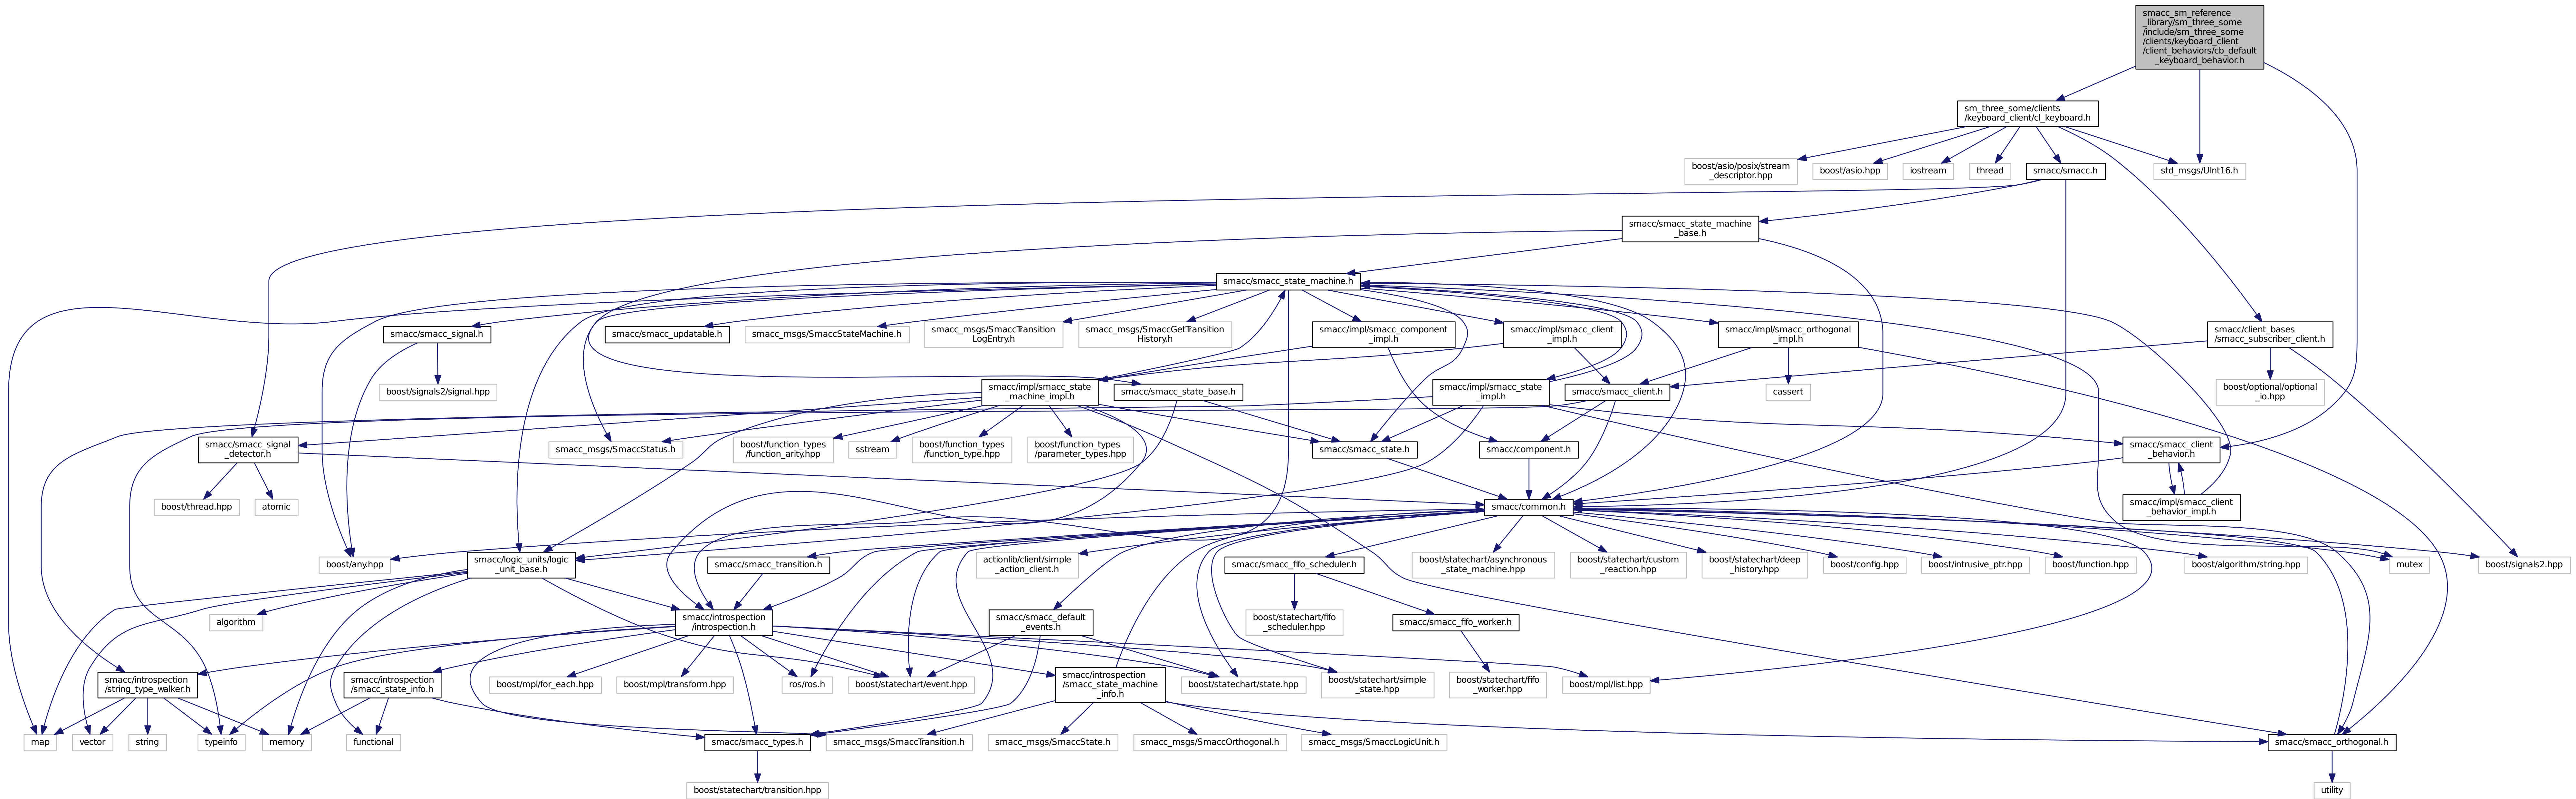 smacc_sm_reference
_library/sm_three_some
/include/sm_three_some
/clients/keyboard_client
/client_behaviors/cb_default
_keyboard_behavior.h
sm_three_some/clients
/keyboard_client/cl_keyboard.h
boost/asio/posix/stream
_descriptor.hpp
boost/asio.hpp
iostream
thread
smacc/smacc.h
std_msgs/UInt16.h
smacc/smacc_state_machine
_base.h
smacc/smacc_state_machine.h
smacc/smacc_signal.h
smacc/smacc_updatable.h
smacc_msgs/SmaccStateMachine.h
smacc_msgs/SmaccTransition
LogEntry.h
smacc_msgs/SmaccGetTransition
History.h
smacc/impl/smacc_component
_impl.h
smacc/impl/smacc_client
_impl.h
smacc/impl/smacc_orthogonal
_impl.h
smacc/client_bases
/smacc_subscriber_client.h
boost/signals2/signal.hpp
smacc/impl/smacc_state
_machine_impl.h
smacc/smacc_state_base.h
smacc/impl/smacc_state
_impl.h
smacc/smacc_client.h
cassert
boost/optional/optional
_io.hpp
smacc/smacc_signal
_detector.h
smacc_msgs/SmaccStatus.h
boost/function_types
/function_arity.hpp
sstream
boost/function_types
/function_type.hpp
boost/function_types
/parameter_types.hpp
smacc/smacc_state.h
smacc/component.h
smacc/smacc_client
_behavior.h
boost/thread.hpp
atomic
smacc/common.h
smacc/impl/smacc_client
_behavior_impl.h
boost/any.hpp
smacc/logic_units/logic
_unit_base.h
smacc/smacc_transition.h
actionlib/client/simple
_action_client.h
smacc/smacc_fifo_scheduler.h
boost/statechart/asynchronous
_state_machine.hpp
boost/statechart/custom
_reaction.hpp
boost/statechart/deep
_history.hpp
boost/config.hpp
boost/intrusive_ptr.hpp
boost/function.hpp
boost/algorithm/string.hpp
mutex
boost/signals2.hpp
algorithm
smacc/introspection
/introspection.h
smacc/smacc_default
_events.h
boost/statechart/fifo
_scheduler.hpp
smacc/smacc_fifo_worker.h
smacc/introspection
/string_type_walker.h
smacc/introspection
/smacc_state_info.h
boost/mpl/for_each.hpp
boost/mpl/transform.hpp
ros/ros.h
boost/statechart/event.hpp
smacc/introspection
/smacc_state_machine
_info.h
boost/statechart/state.hpp
boost/statechart/simple
_state.hpp
boost/statechart/fifo
_worker.hpp
boost/mpl/list.hpp
map
vector
string
typeinfo
memory
functional
smacc/smacc_types.h
smacc_msgs/SmaccTransition.h
smacc_msgs/SmaccState.h
smacc_msgs/SmaccOrthogonal.h
smacc_msgs/SmaccLogicUnit.h
smacc/smacc_orthogonal.h
boost/statechart/transition.hpp
utility